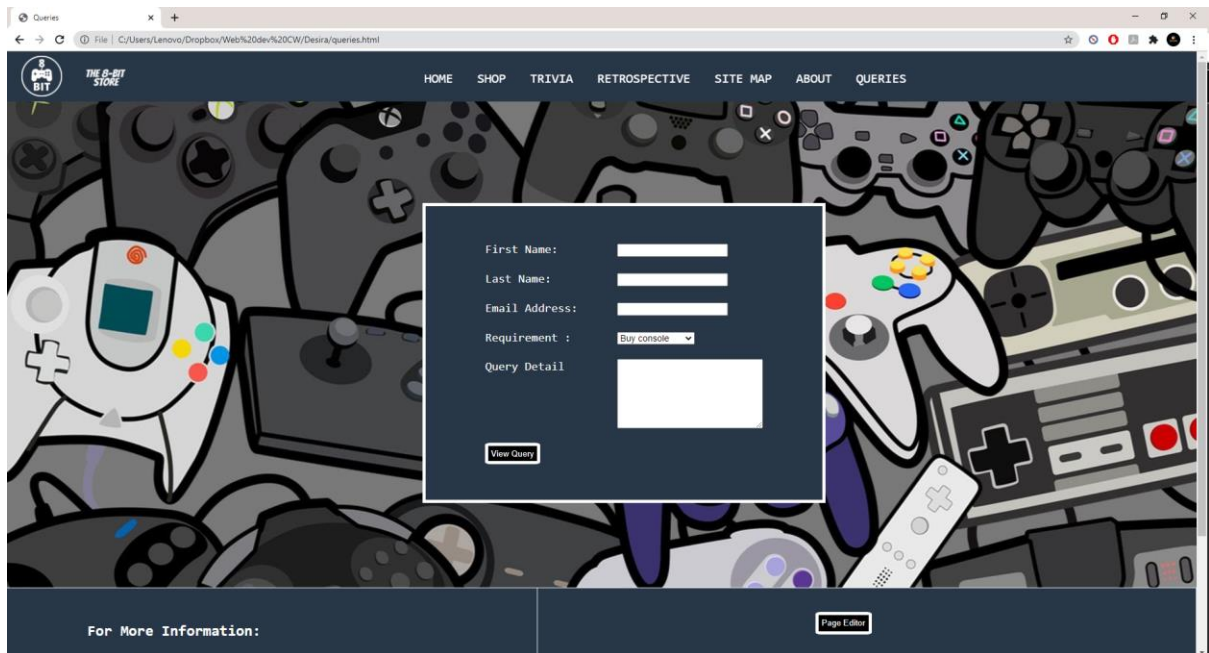 Queries
File | C:/Users/Lenovo/Dropbox/Web%20dev%20CW/Desira/queries.html
8
BIT
THE 8-BIT
STORE
HOME SHOP TRIVIA RETROSPECTIVE SITE MAP ABOUT QUERIES
First Name:
Last Name:
Email Address:
Requirement : Buy console
Query Detail
View Query
For More Information:
Page Editor